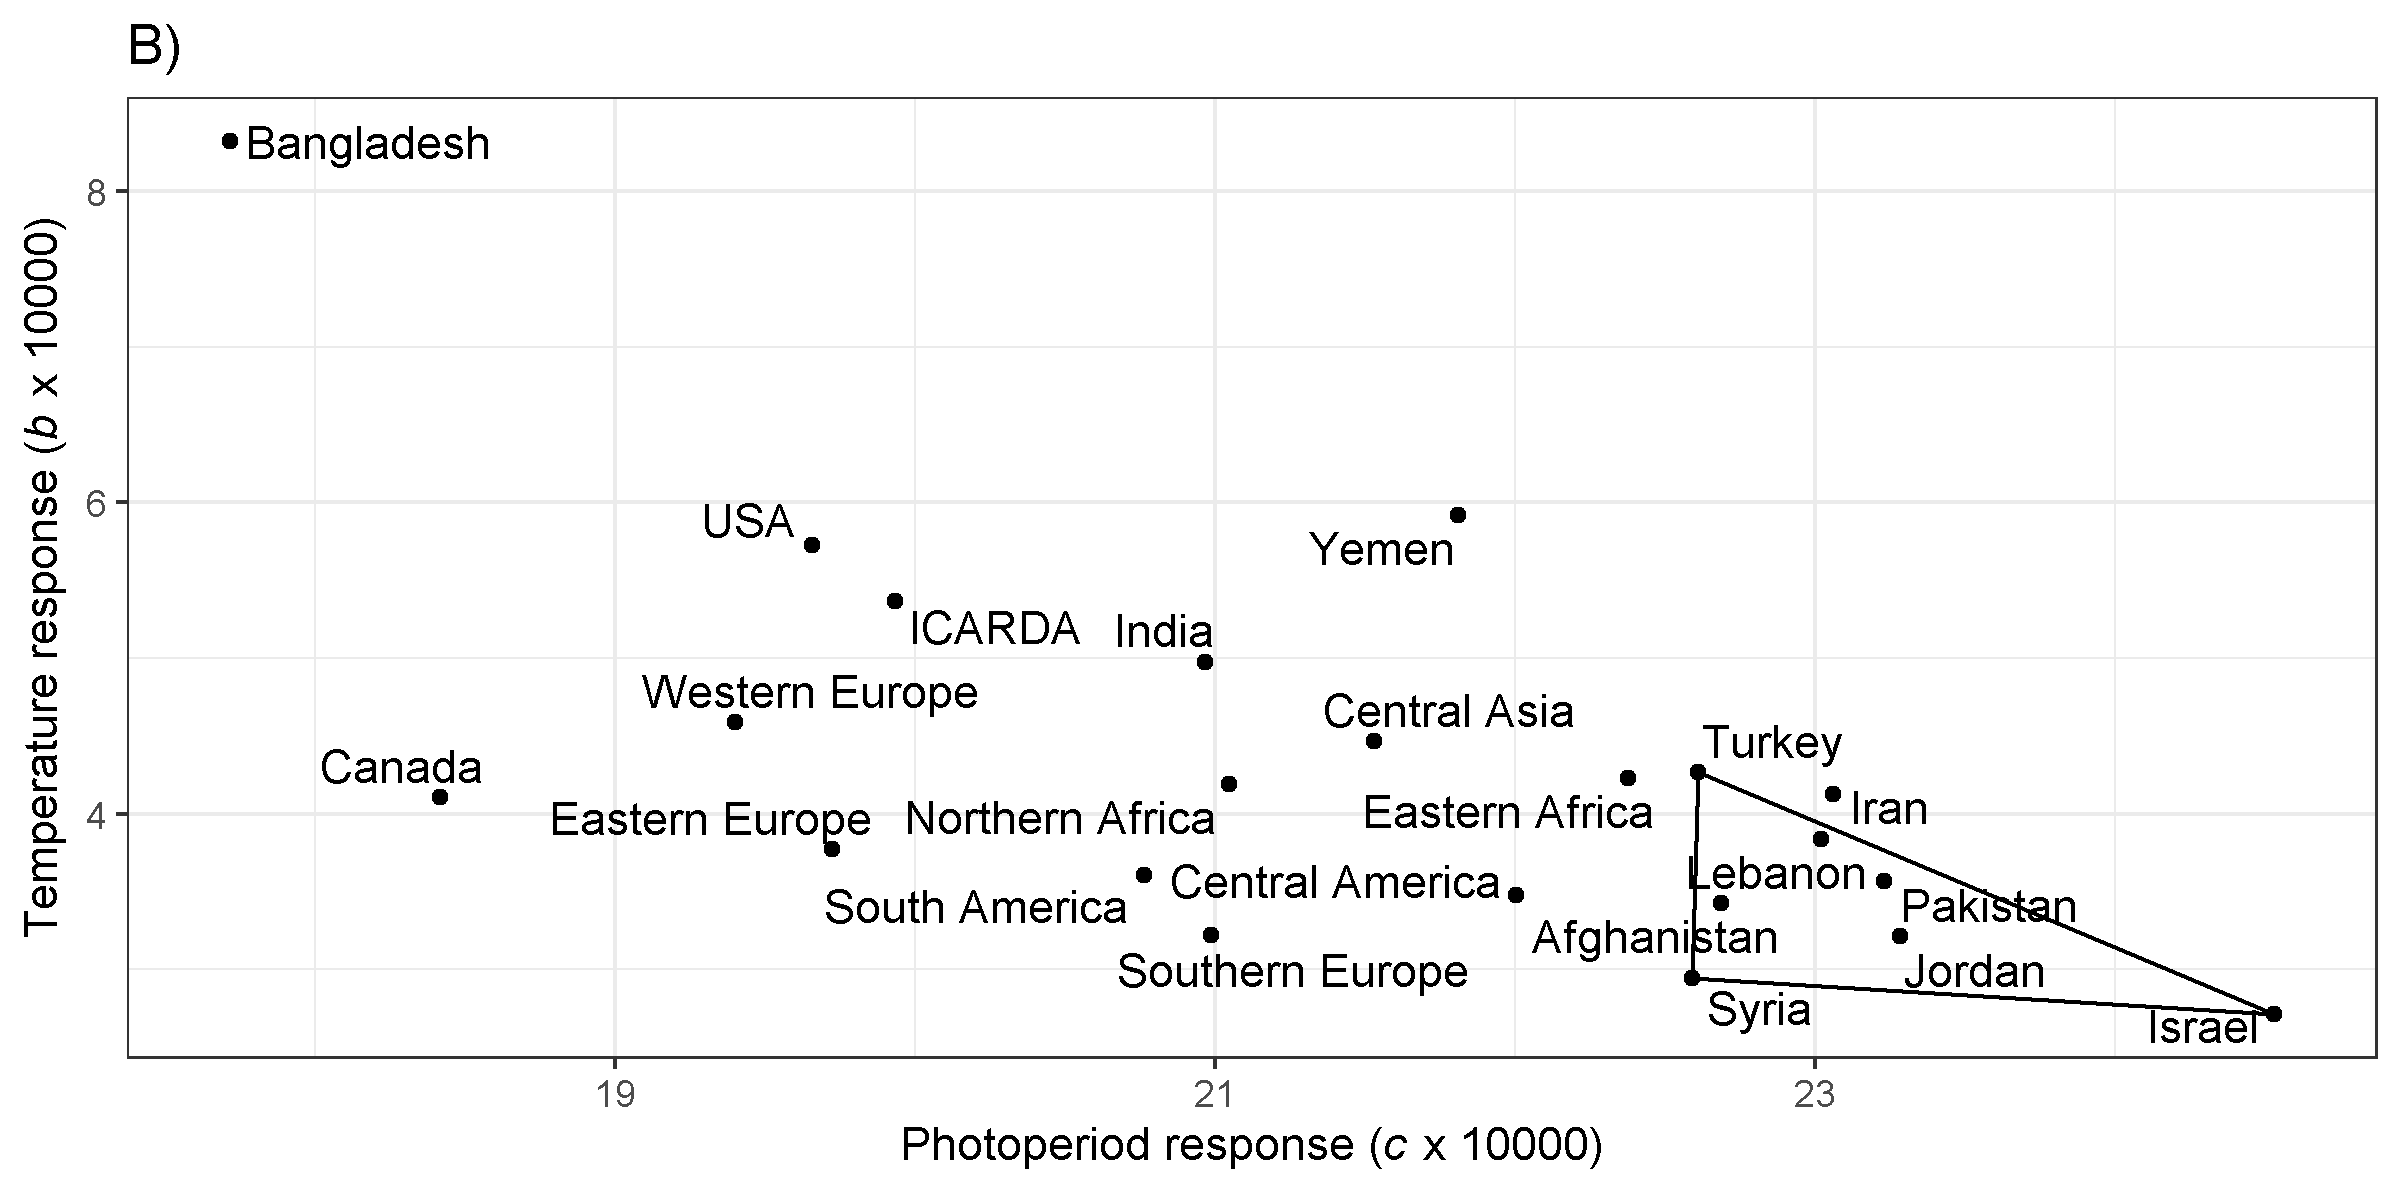 B)
Bangladesh
8
USA
6
Yemen
ICARDA
India
Western Europe
Central Asia
Turkey
Canada
Iran
Eastern Europe
Northern Africa
Eastern Africa
4
Lebanon
South America
Central America
Pakistan
Afghanistan
Southern Europe
Jordan
Syria
Israel
Temperature response (b x 10000)
19
21
23
Photoperiod response (c x 10000)